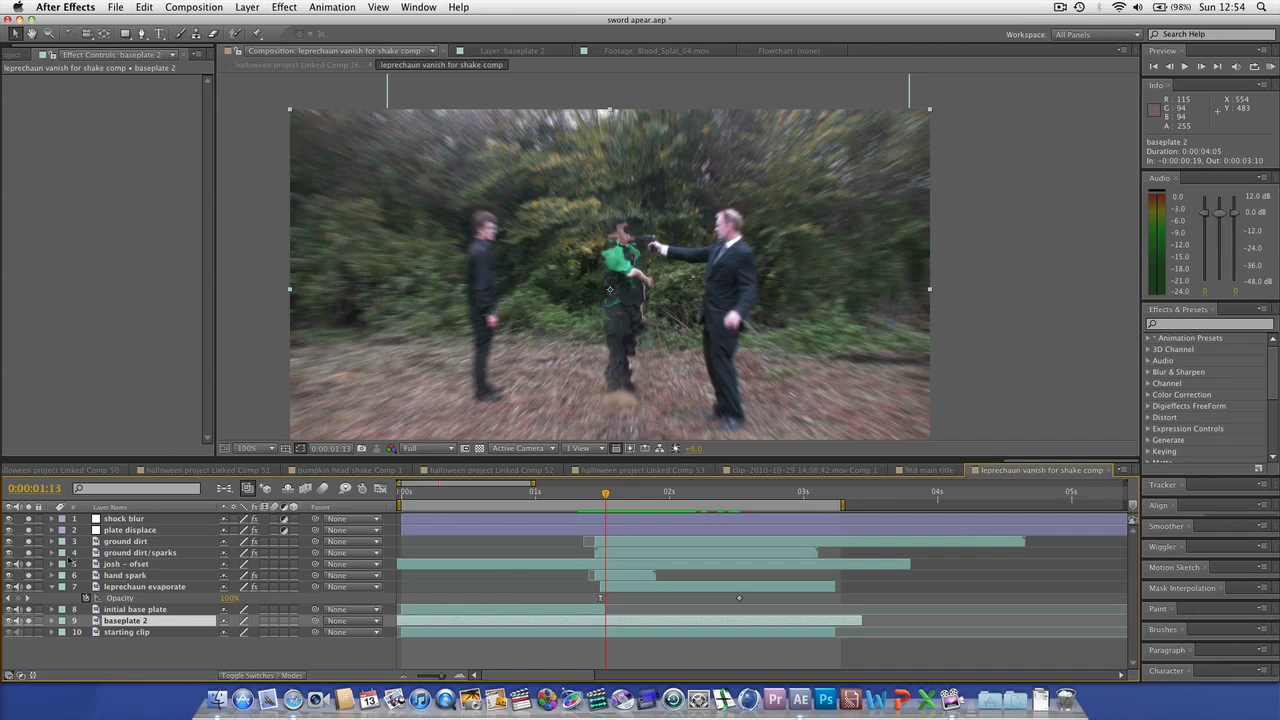 After Effects File Edit Composition Layer Effect Animation View Window Help (98%) Sun 12:54
sword apear.aep *
Workspace: All Panels Search Help
Effect Controls: baseplate 2 Composition: leprechaun vanish for shake comp Layer: baseplate 2 Footage: Blood_Splat_04.mov Flowchart: (none) Preview
leprechaun vanish for shake comp • baseplate 2 halloween project Linked Comp 16 leprechaun vanish for shake comp
Info
R : 115 X : 554
G : 94 Y : 483
B : 94
A : 255
baseplate 2
Duration: 0:00:04:05
In: -0:00:00:19, Out: 0:00:03:10
Audio
0.0 12.0 dB
-3.0 0.0 dB
-6.0
-9.0 -12.0
-12.0
-15.0 -24.0
-18.0 -36.0
-21.0
-24.0 -48.0 dB
0 0
Effects & Presets
* Animation Presets
3D Channel
Audio
Blur & Sharpen
Channel
Color Correction
Digieffects FreeForm
Distort
Expression Controls
Generate
Keying
100% 0:00:01:13 Full Active Camera 1 View +0.0
halloween project Linked Comp 50 halloween project Linked Comp 51 pumpkin head shake Comp 1 halloween project Linked Comp 52 halloween project Linked Comp 53 clip-2010-10-29 14;08;42.mov Comp 1 leprechaun vanish for shake comp
0:00:01:13
Layer Name Parent
:00s 01s 02s 03s 04s 05s
1 shock blur None
2 plate displace None
3 ground dirt None
4 ground dirt/sparks None
5 josh - ofset None
6 hand spark None
7 leprechaun evaporate None
Opacity 100%
8 initial base plate None
9 baseplate 2 None
10 starting clip None
Toggle Switches / Modes
Tracker
Align
Smoother
Wiggler
Motion Sketch
Mask Interpolation
Paint
Brushes
Paragraph
Character